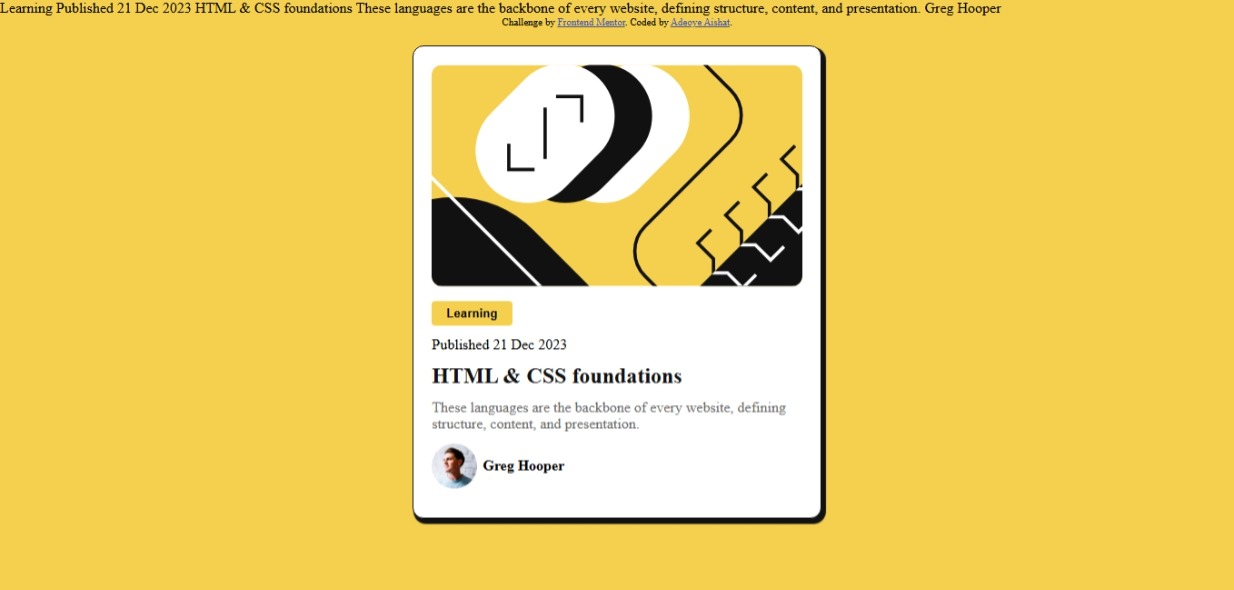 Learning Published 21 Dec 2023 HTML & CSS foundations These languages are the backbone of every website, defining structure, content, and presentation. Greg Hooper
Challenge by Frontend Mentor. Coded by Adeoye Aishat.
Learning
Published 21 Dec 2023
HTML & CSS foundations
These languages are the backbone of every website, defining
structure, content, and presentation.
Greg Hooper